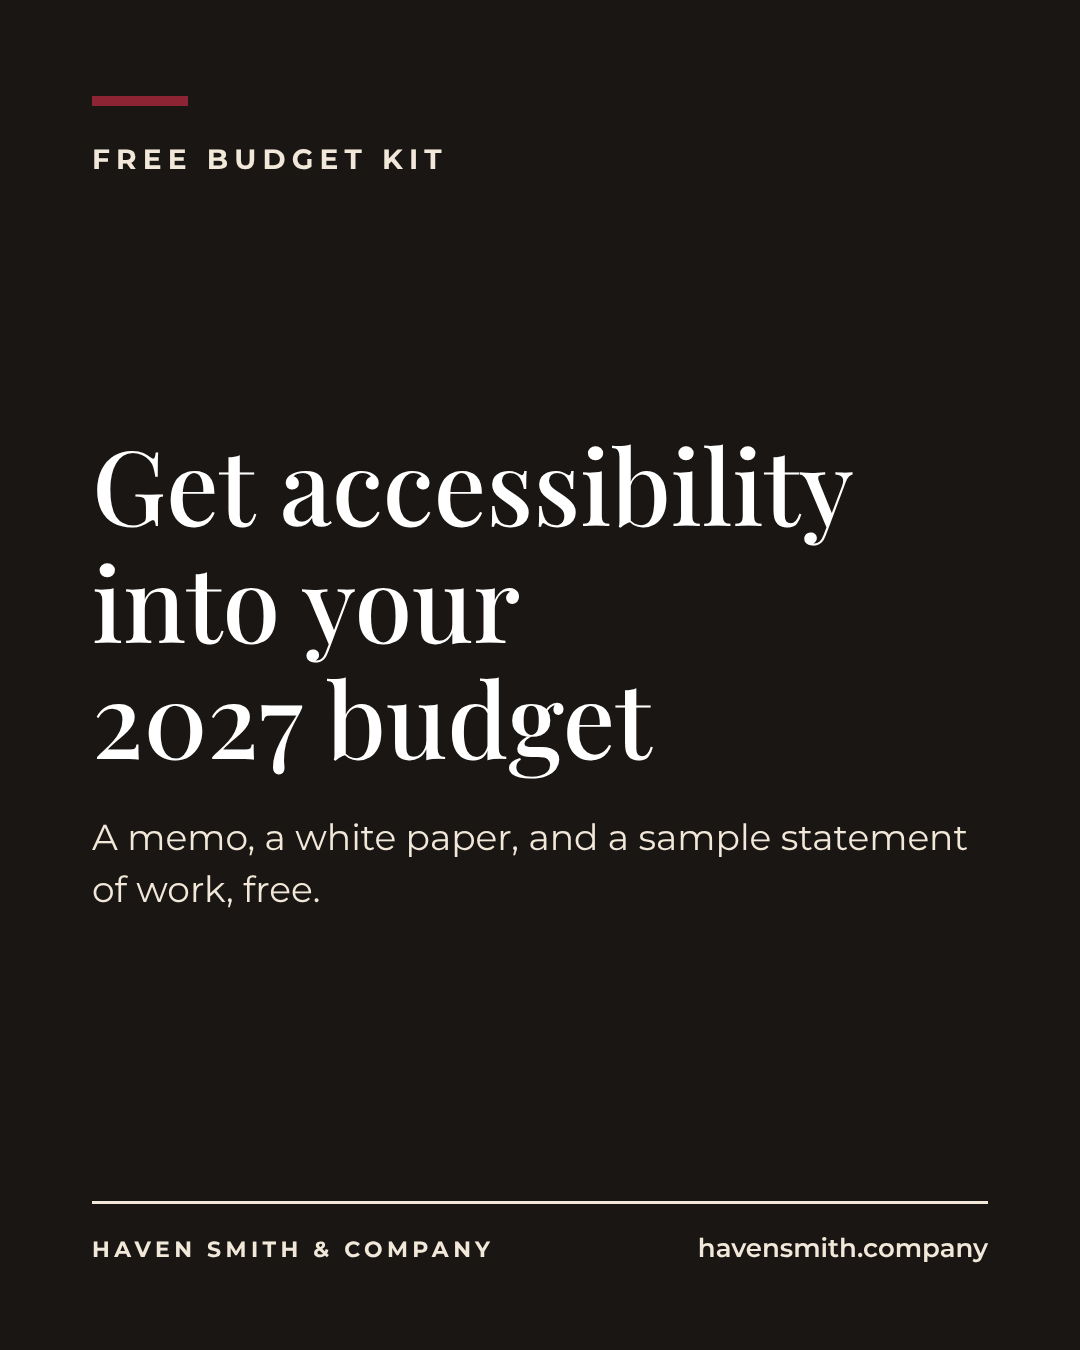 FREE BUDGET KIT
Get accessibility
into your
2027 budget
A memo, a white paper, and a sample statement
of work, free.
HAVEN SMITH & COMPANY
havensmith.company